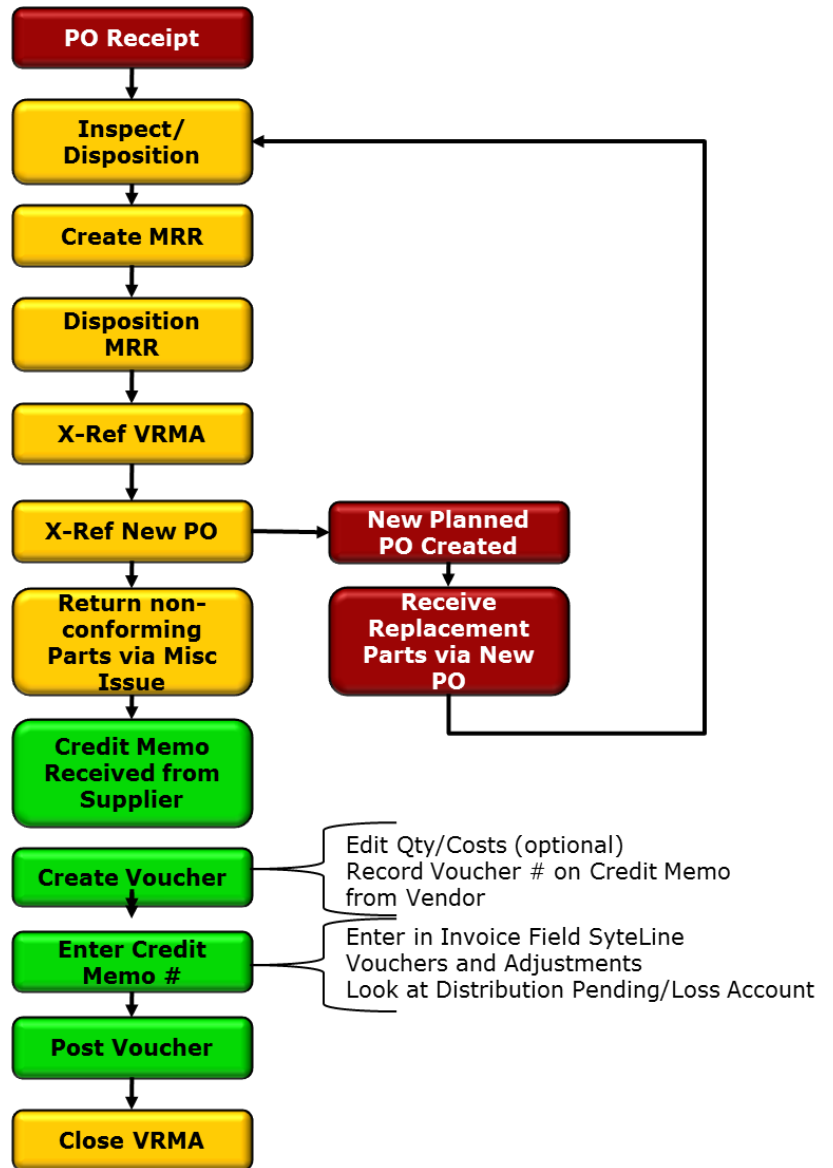 PO Receipt
Inspect/
Disposition
Create MRR
Disposition
MRR
X-Ref VRMA
X-Ref New PO
New Planned
PO Created
Return non-
conforming
Parts via Misc
Issue
Receive
Replacement
Parts via New
PO
Credit Memo
Received from
Supplier
Create Voucher
Edit Qty/Costs (optional)
Record Voucher # on Credit Memo
from Vendor
Enter Credit
Memo #
Enter in Invoice Field SyteLine
Vouchers and Adjustments
Look at Distribution Pending/Loss Account
Post Voucher
Close VRMA